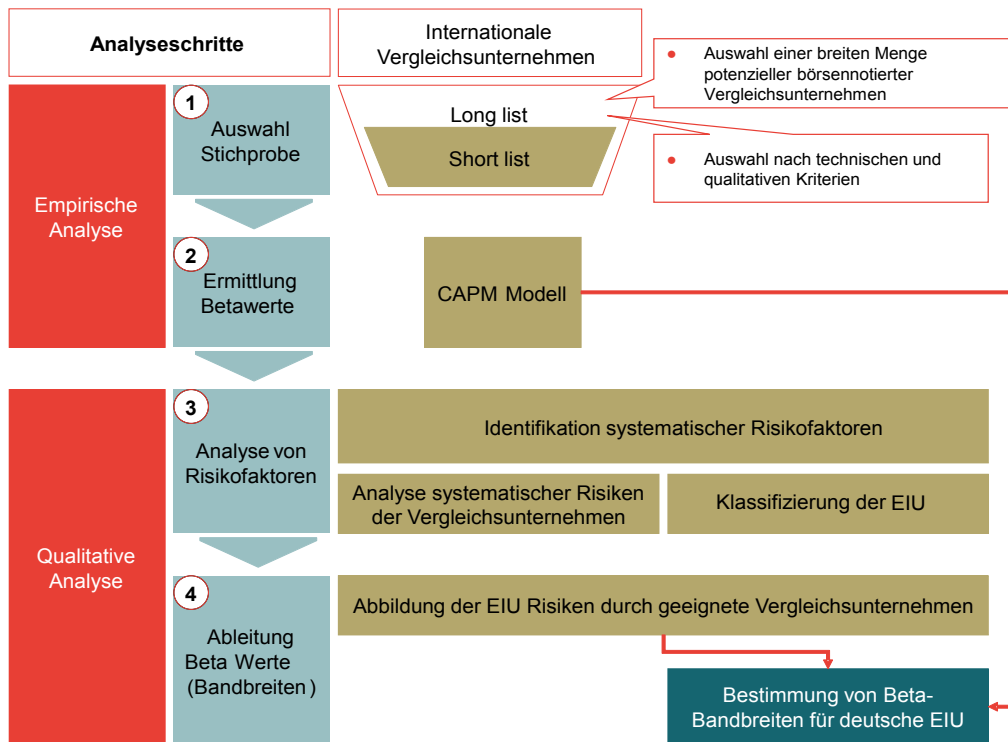 Analyseschritte
Internationale
Vergleichsunternehmen
● Auswahl einer breiten Menge
potenzieller börsennotierter
Vergleichsunternehmen
● Auswahl nach technischen und
qualitativen Kriterien
Empirische
Analyse
1
Auswahl
Stichprobe
Long list
Short list
2
Ermittlung
Betawerte
CAPM Modell
Qualitative
Analyse
3
Analyse von
Risikofaktoren
Identifikation systematischer Risikofaktoren
Analyse systematischer Risiken
der Vergleichsunternehmen
Klassifizierung der EIU
4
Ableitung
Beta Werte
(Bandbreiten)
Abbildung der EIU Risiken durch geeignete Vergleichsunternehmen
Bestimmung von Beta-
Bandbreiten für deutsche EIU